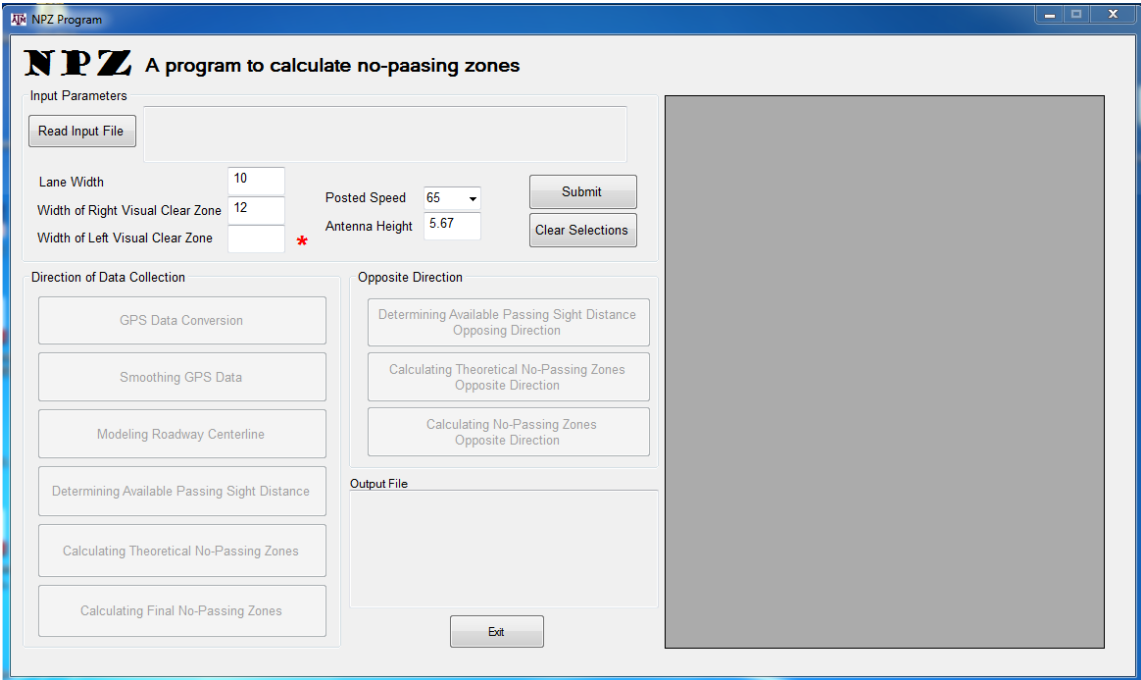 NPZ Program
NPZ A program to calculate no-paasing zones
Input Parameters
Read Input File
Lane Width 10
Width of Right Visual Clear Zone 12
Width of Left Visual Clear Zone *
Posted Speed 65
Antenna Height 5.67
Submit
Clear Selections
Direction of Data Collection
GPS Data Conversion
Smoothing GPS Data
Modeling Roadway Centerline
Determining Available Passing Sight Distance
Calculating Theoretical No-Passing Zones
Calculating Final No-Passing Zones
Opposite Direction
Determining Available Passing Sight Distance
Opposing Direction
Calculating Theoretical No-Passing Zones
Opposite Direction
Calculating No-Passing Zones
Opposite Direction
Output File
Exit